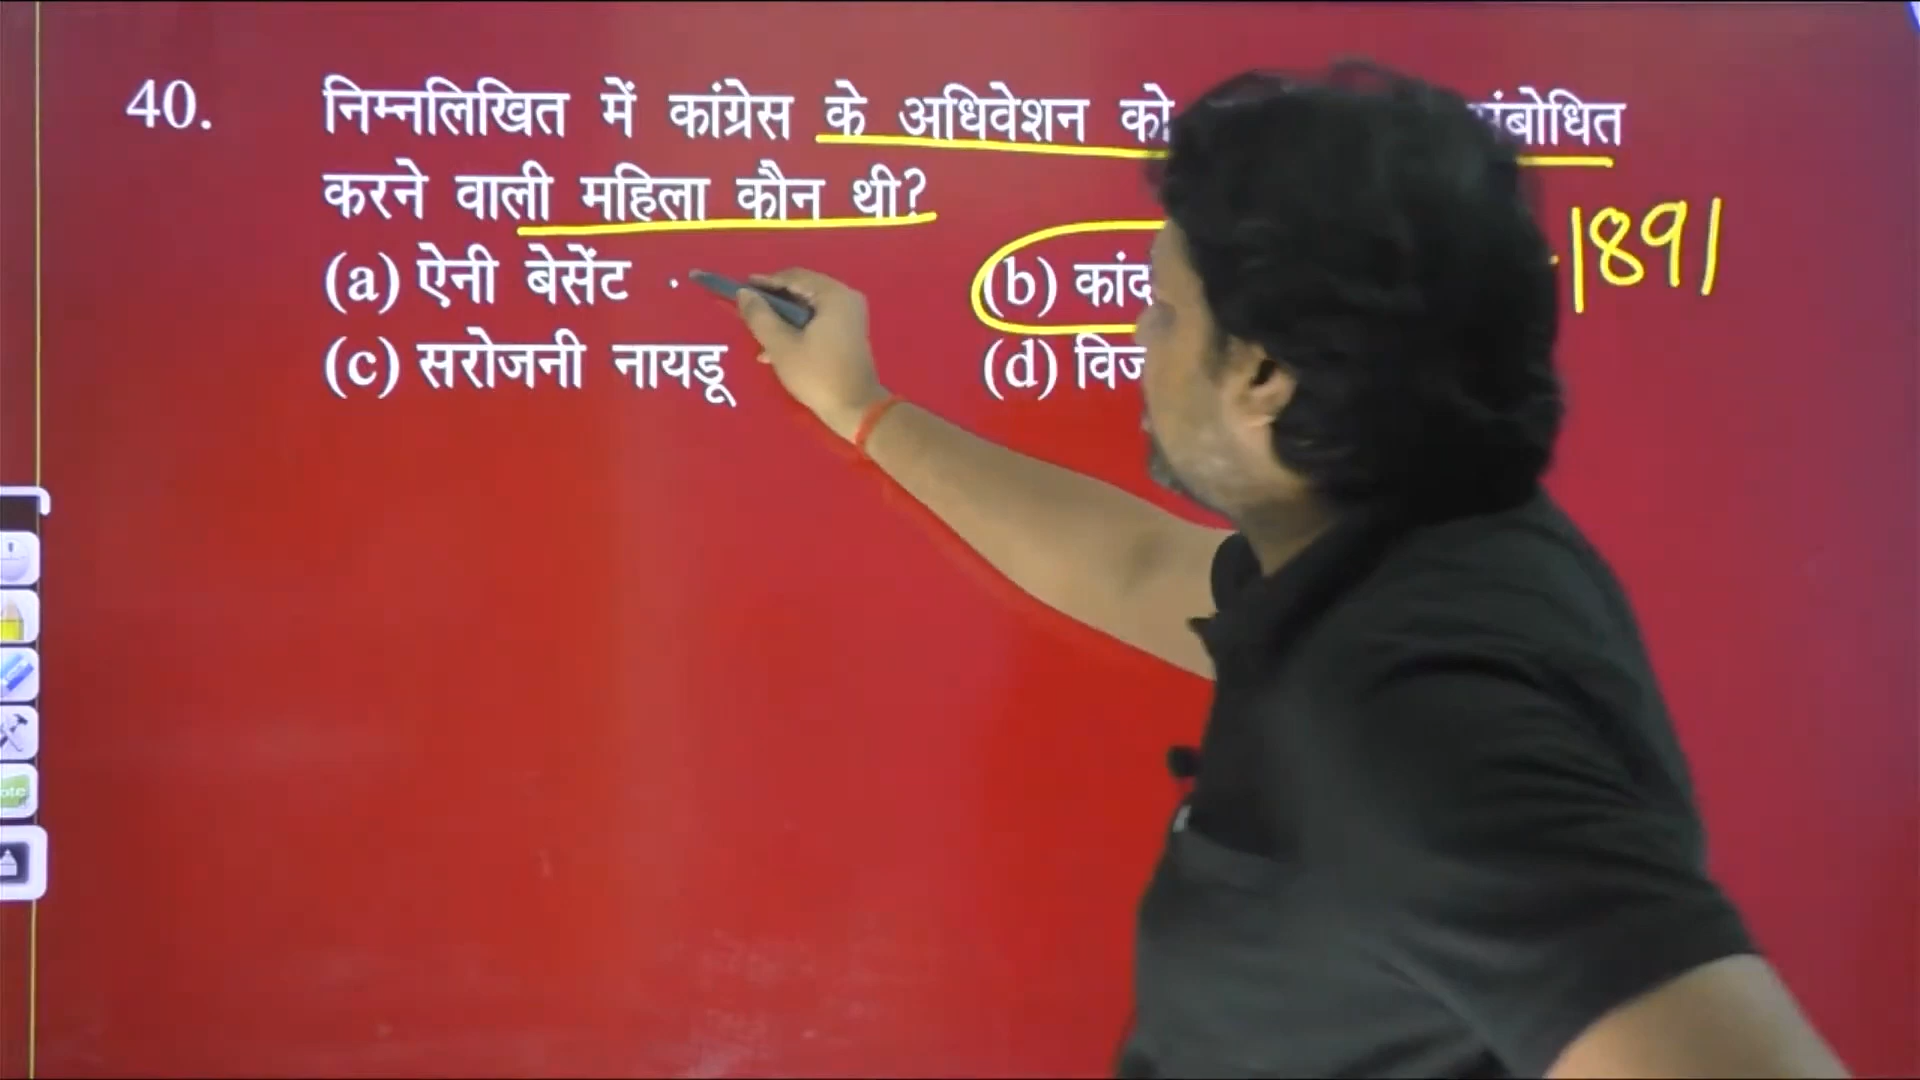 40. निम्नलिखित में कांग्रेस के अधिवेशन को
करने वाली महिला कौन थी?
(a) ऐनी बेसेंट (b) 1891
(c) सरोजनी नायडू (d)